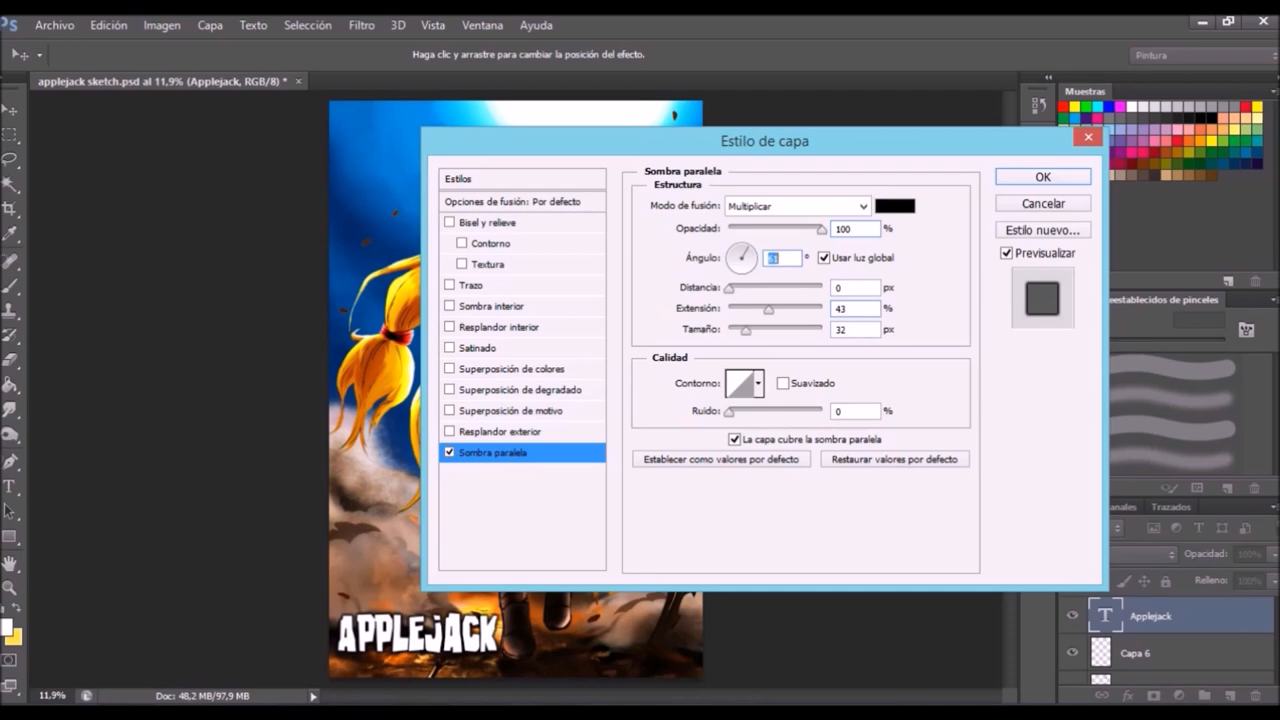 Ps
Archivo Edición Imagen Capa Texto Selección Filtro 3D Vista Ventana Ayuda
Haga clic y arrastre para cambiar la posición del efecto.
Pintura
applejack sketch.psd al 11,9% (Applejack, RGB/8) *
Muestras
Estilo de capa
Estilos
Opciones de fusión: Por defecto
Bisel y relieve
Contorno
Textura
Trazo
Sombra interior
Resplandor interior
Satinado
Superposición de colores
Superposición de degradado
Superposición de motivo
Resplandor exterior
Sombra paralela
Sombra paralela
Estructura
Modo de fusión: Multiplicar
Opacidad: 100 %
Ángulo: 61 ° Usar luz global
Distancia: 0 px
Extensión: 43 %
Tamaño: 32 px
Calidad
Contorno: Suavizado
Ruido: 0 %
La capa cubre la sombra paralela
Establecer como valores por defecto Restaurar valores por defecto
OK
Cancelar
Estilo nuevo...
Previsualizar
reestablecidos de pinceles
anales Trazados
Opacidad: 100%
Relleno: 100%
T Applejack
Capa 6
APPLEJACK
11,9% Doc: 48,2 MB/97,9 MB